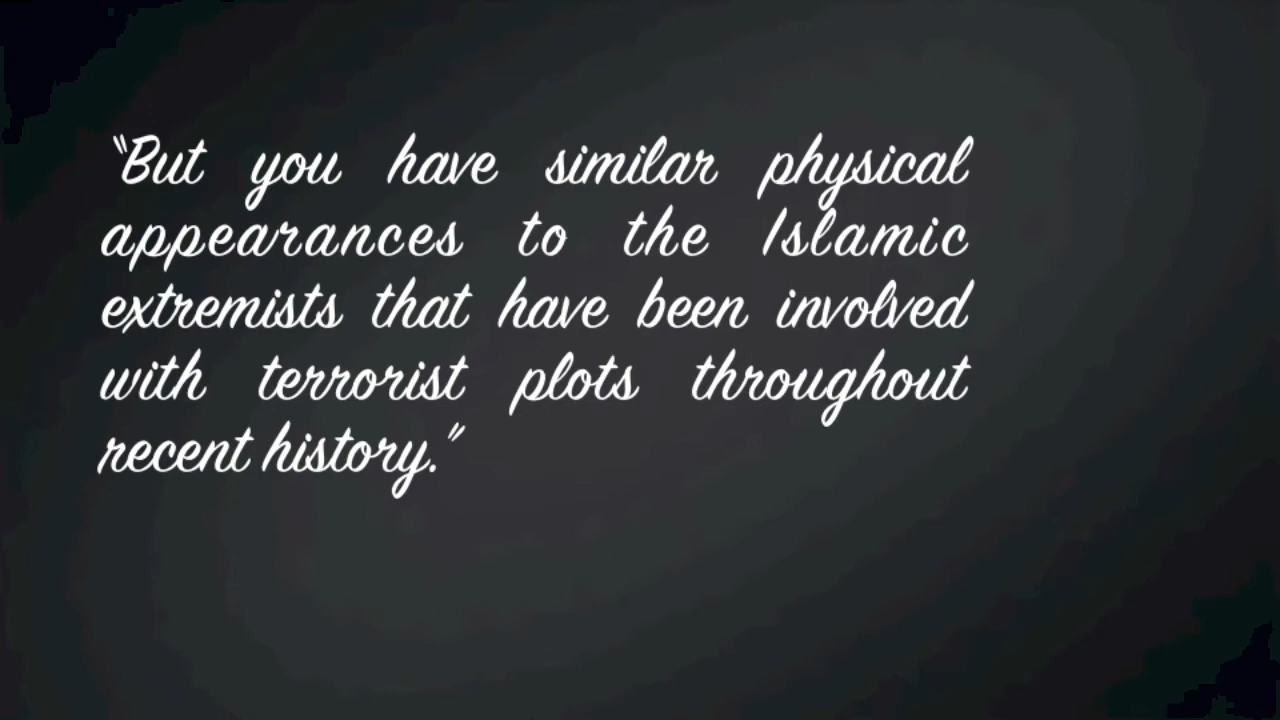 "But you have similar physical
appearances to the Islamic
extremists that have been involved
with terrorist plots throughout
recent history."